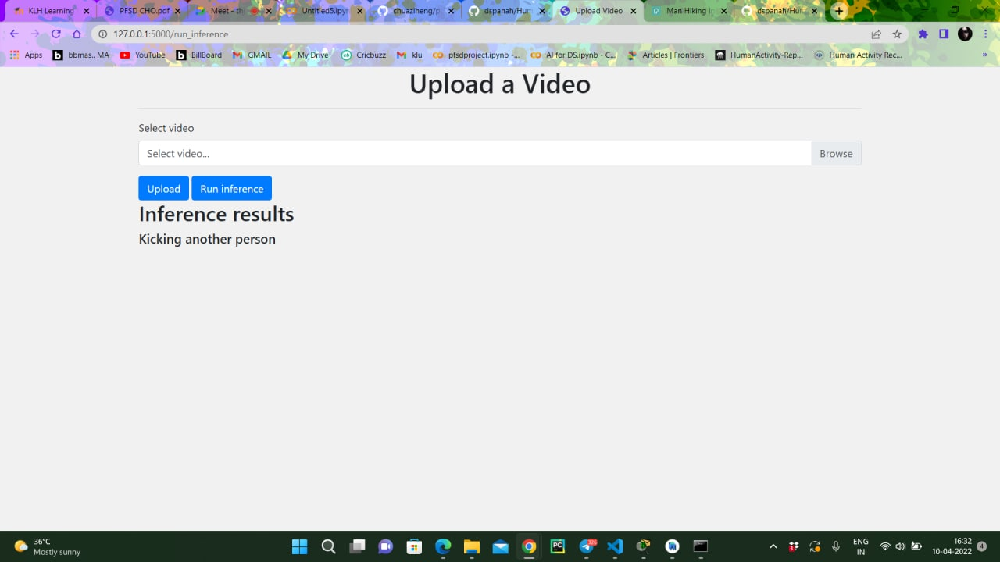 KLH Learning
PFSD CHO.pdf
Meet - th
Untitled5.ipyn
chuaziheng/p
dspanah/Hum
Upload Video
Man Hiking I
dspanah/Hum
127.0.0.1:5000/run_inference
Apps
bbmas.. MA
YouTube
BillBoard
GMAIL
My Drive
Cricbuzz
klu
pfsdproject.ipynb -...
AI for DS.ipynb - C...
Articles | Frontiers
HumanActivity-Rep...
Human Activity Rec...
»
Upload a Video
Select video
Select video... Browse
Upload Run inference
Inference results
Kicking another person
36°C
Mostly sunny
PC
326
3
ENG
IN
16:32
10-04-2022
4